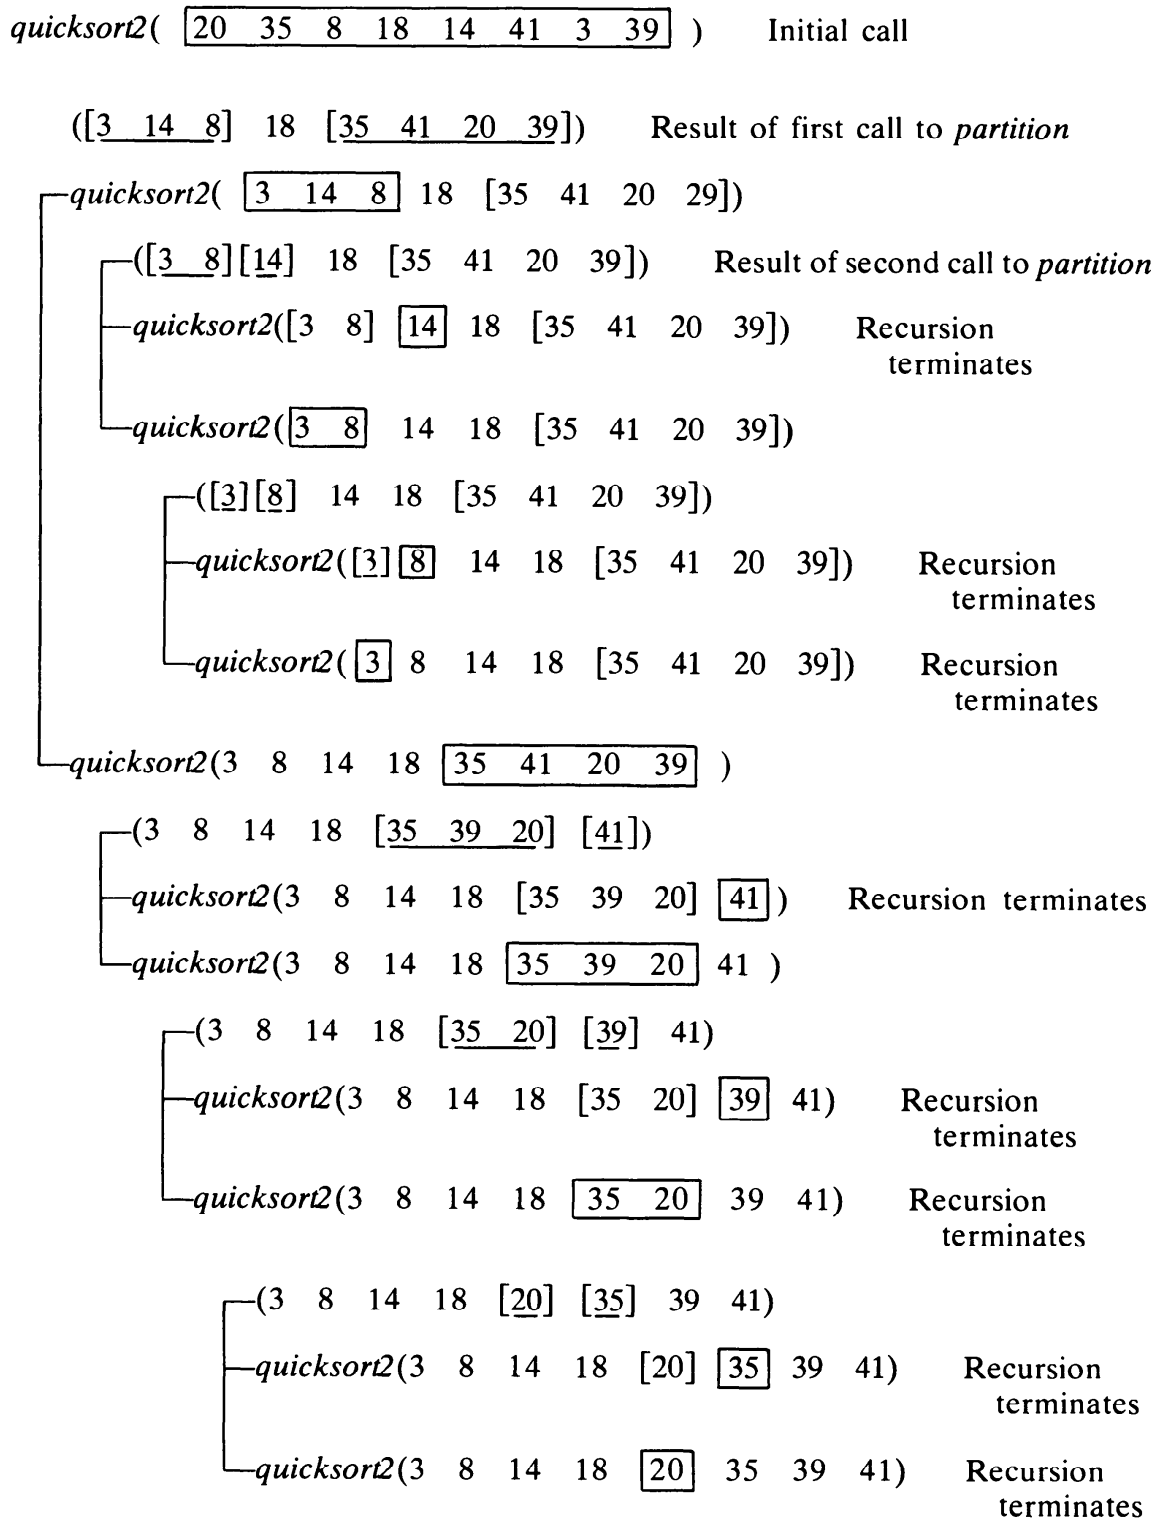 quicksort2( 20 35 8 18 14 41 3 39 ) Initial call
([3 14 8] 18 [35 41 20 39]) Result of first call to partition
quicksort2( 3 14 8 18 [35 41 20 29])
([3 8][14] 18 [35 41 20 39]) Result of second call to partition
quicksort2([3 8] 14 18 [35 41 20 39]) Recursion
terminates
quicksort2(3 8 14 18 [35 41 20 39])
([3][8] 14 18 [35 41 20 39])
quicksort2([3] 8 14 18 [35 41 20 39]) Recursion
terminates
quicksort2( 3 8 14 18 [35 41 20 39]) Recursion
terminates
quicksort2(3 8 14 18 35 41 20 39 )
(3 8 14 18 [35 39 20] [41])
quicksort2(3 8 14 18 [35 39 20] 41 ) Recursion terminates
quicksort2(3 8 14 18 35 39 20 41 )
(3 8 14 18 [35 20] [39] 41)
quicksort2(3 8 14 18 [35 20] 39 41) Recursion
terminates
quicksort2(3 8 14 18 35 20 39 41) Recursion
terminates
(3 8 14 18 [20] [35] 39 41)
quicksort2(3 8 14 18 [20] 35 39 41) Recursion
terminates
quicksort2(3 8 14 18 20 35 39 41) Recursion
terminates